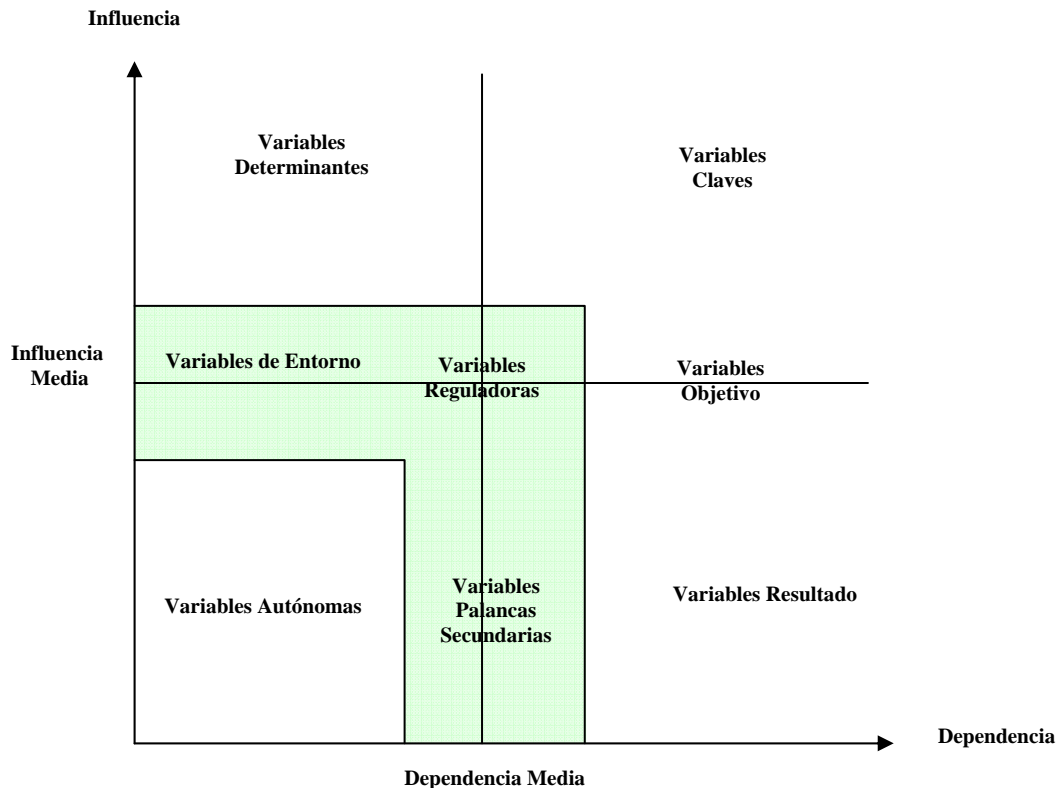 Influencia
Variables
Determinantes
Variables
Claves
Influencia
Media
Variables de Entorno
Variables
Reguladoras
Variables
Objetivo
Variables Autónomas
Variables
Palancas
Secundarias
Variables Resultado
Dependencia
Dependencia Media